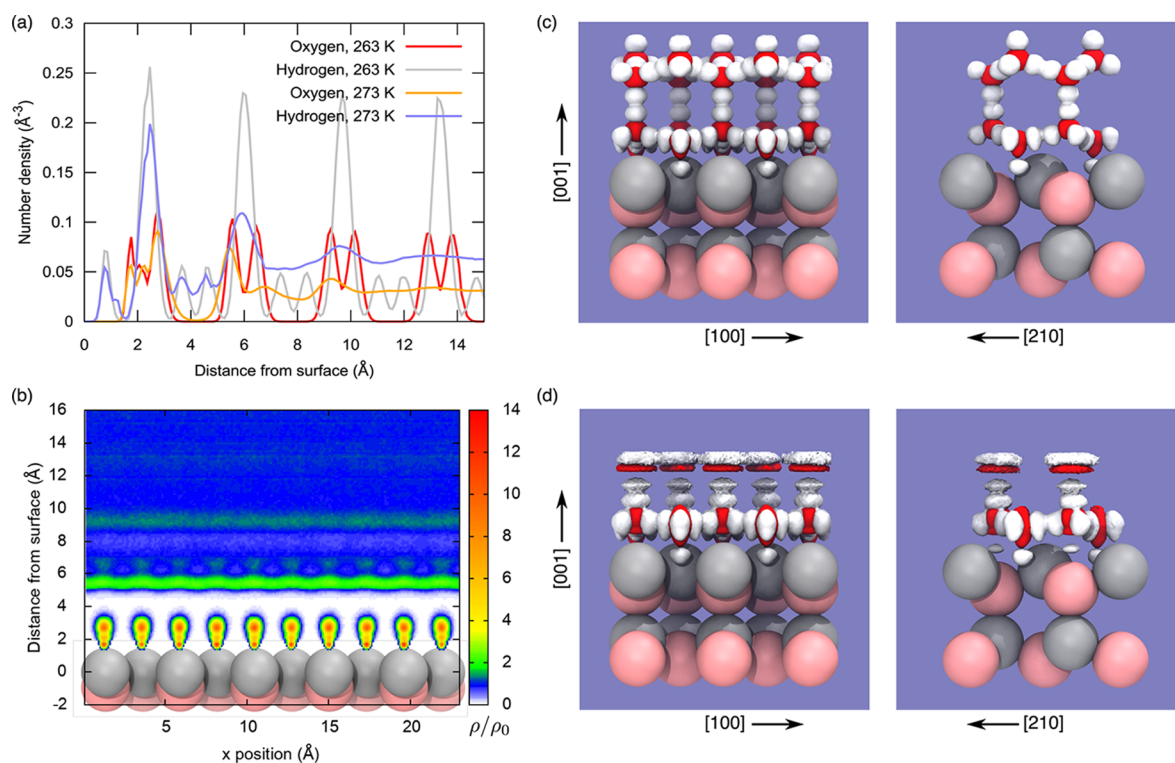 (a)
0.3
0.25
0.2
0.15
0.1
0.05
0
Number density (Å-3)
Oxygen, 263 K
Hydrogen, 263 K
Oxygen, 273 K
Hydrogen, 273 K
0 2 4 6 8 10 12 14
Distance from surface (Å)
(b)
16
14
12
10
8
6
4
2
0
-2
Distance from surface (Å)
5 10 15 20
x position (Å)
14
12
10
8
6
4
2
0
ρ/ρ0
(c)
[001]
[100]
[210]
(d)
[001]
[100]
[210]